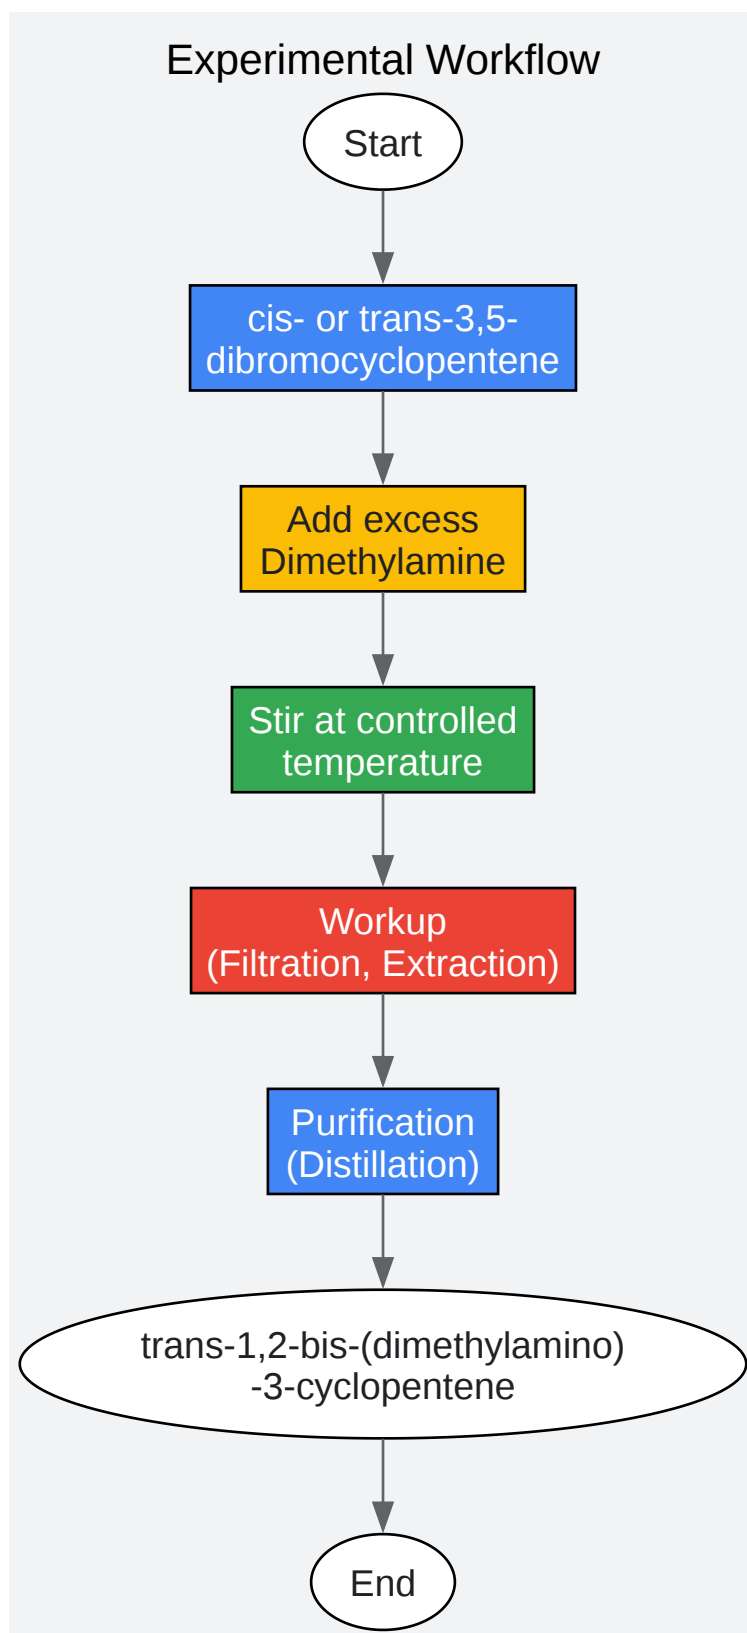 Experimental Workflow
Start
cis- or trans-3,5-
dibromocyclopentene
Add excess
Dimethylamine
Stir at controlled
temperature
Workup
(Filtration, Extraction)
Purification
(Distillation)
trans-1,2-bis-(dimethylamino)
-3-cyclopentene
End